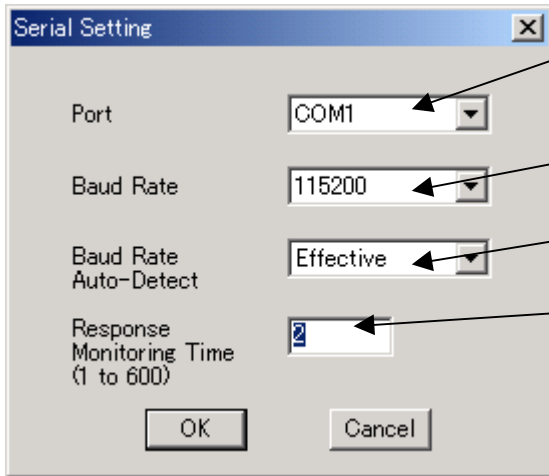 Serial Setting
Port
COM1
Baud Rate
115200
Baud Rate
Auto-Detect
Effective
Response
Monitoring Time
(1 to 600)
2
OK
Cancel